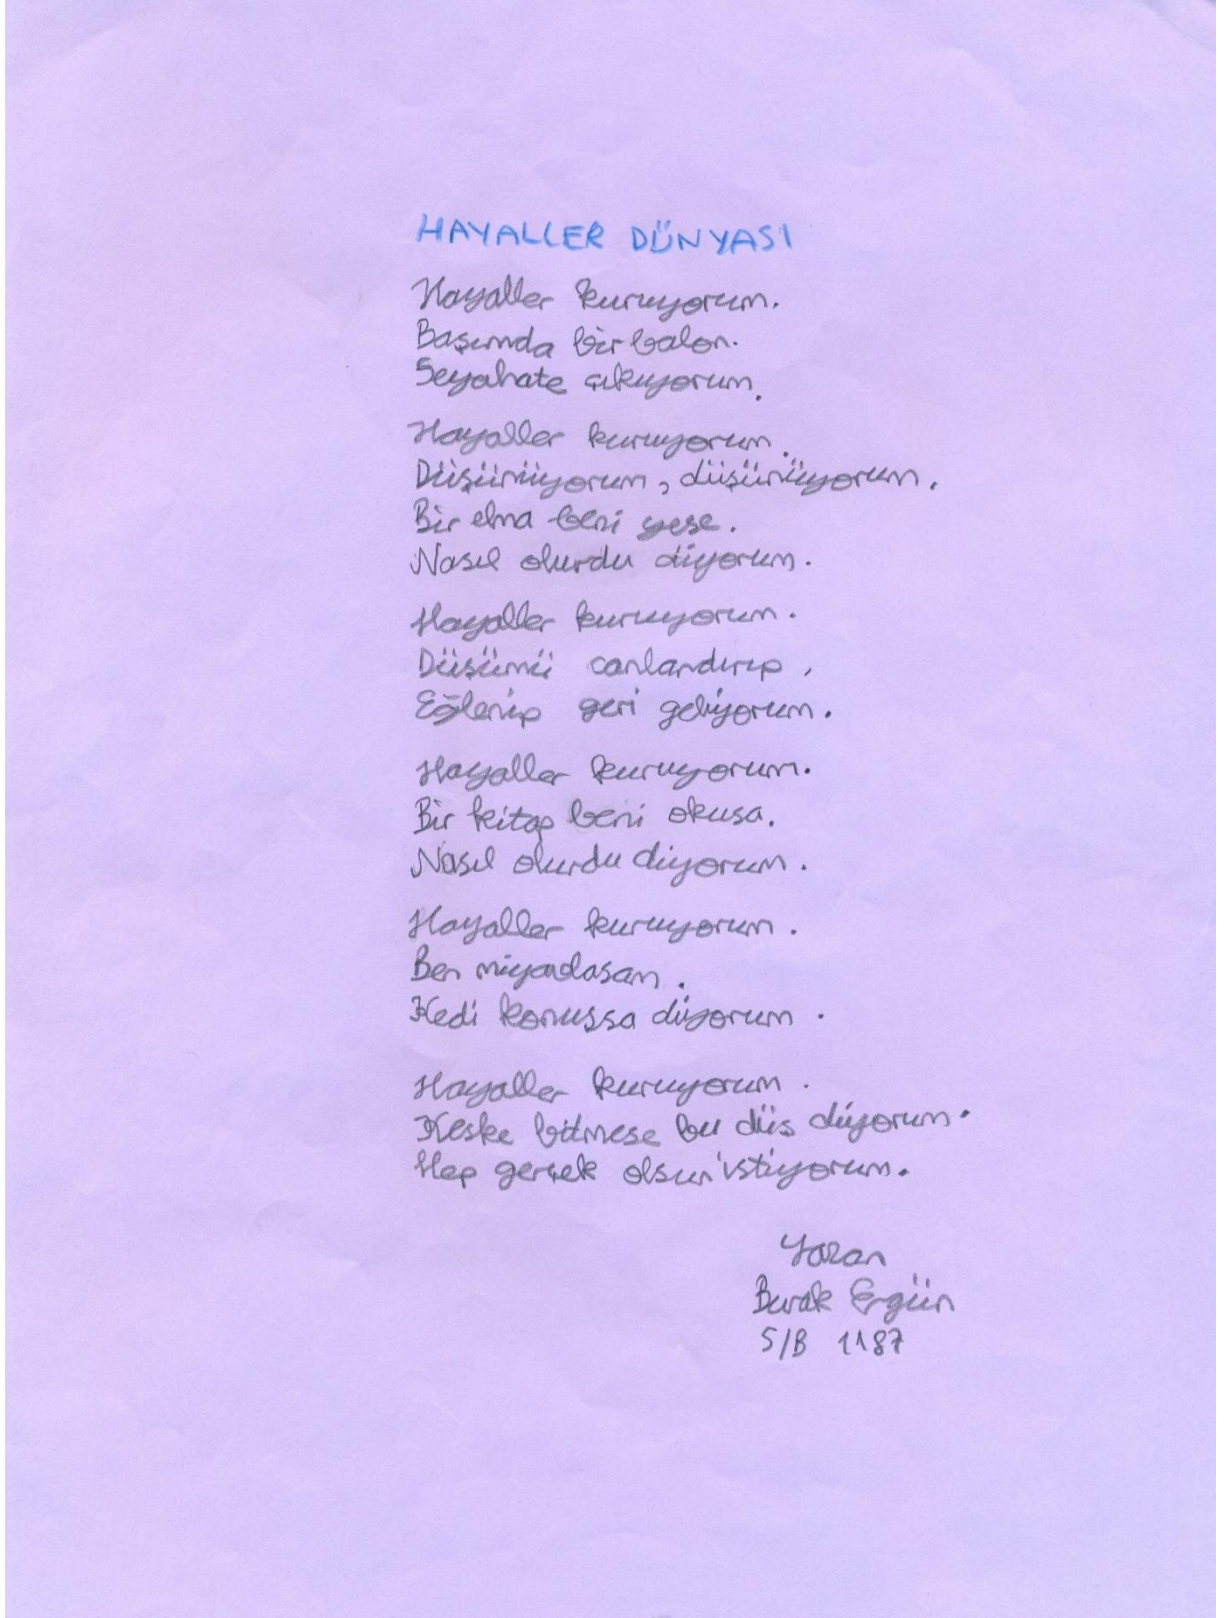 HAYALLER DÜNYASI
Hayaller kuruyorum.
Başımda bir balon.
Seyahate çıkıyorum.
Hayaller kuruyorum.
Düşünüyorum, düşünüyorum.
Bir elma beni yese.
Nasıl olurdu diyorum.
Hayaller kuruyorum.
Düşümü canlandırıp,
Eğlenip geri geliyorum.
Hayaller kuruyorum.
Bir kitap beni okusa.
Nasıl olurdu diyorum.
Hayaller kuruyorum.
Ben miyavlasam.
Kedi konuşsa diyorum.
Hayaller kuruyorum.
Keşke bitmese bu düş diyorum.
Hep gerçek olsun istiyorum.
Yazan
Burak Ergün
5/B 1187